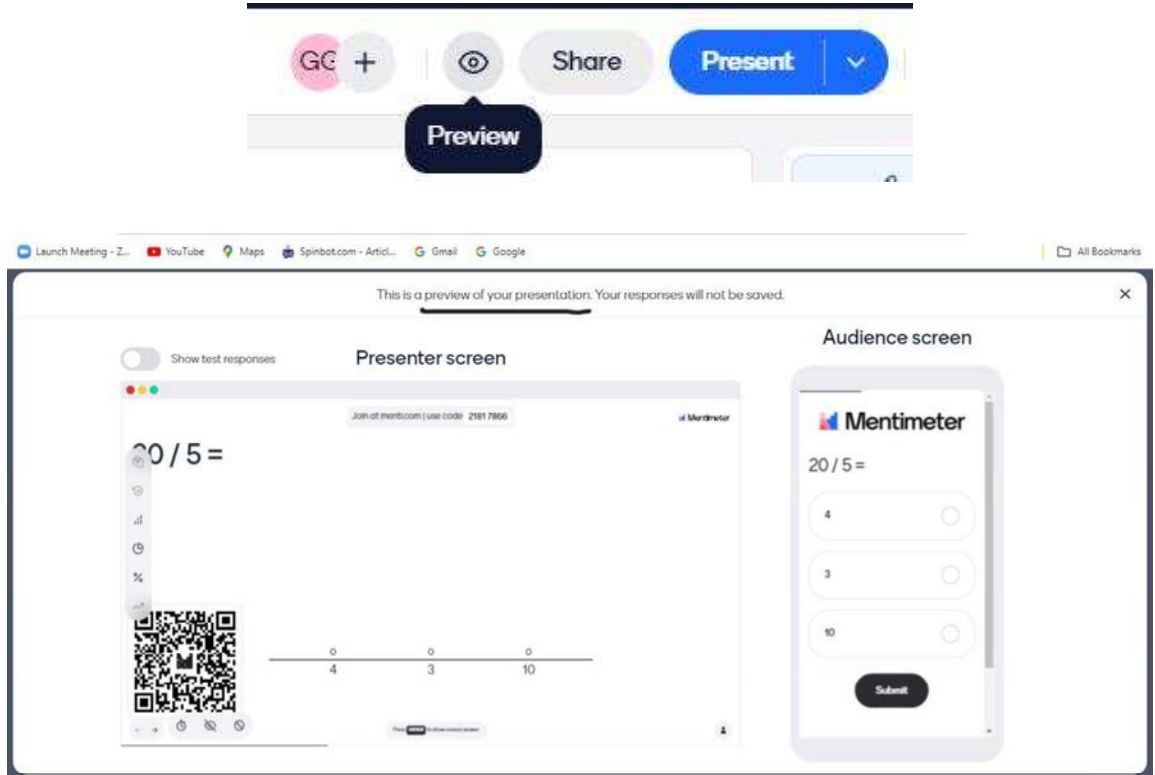 GG +
Share
Present
Preview
Launch Meeting - Z...
YouTube
Maps
Spinbot.com - Articl...
Gmail
Google
All Bookmarks
This is a preview of your presentation. Your responses will not be saved.
Show test responses
Presenter screen
Audience screen
Join at menti.com | use code 2181 7866
Mentimeter
20 / 5 =
0 0 0
4 3 10
Mentimeter
20 / 5 =
4
3
10
Submit